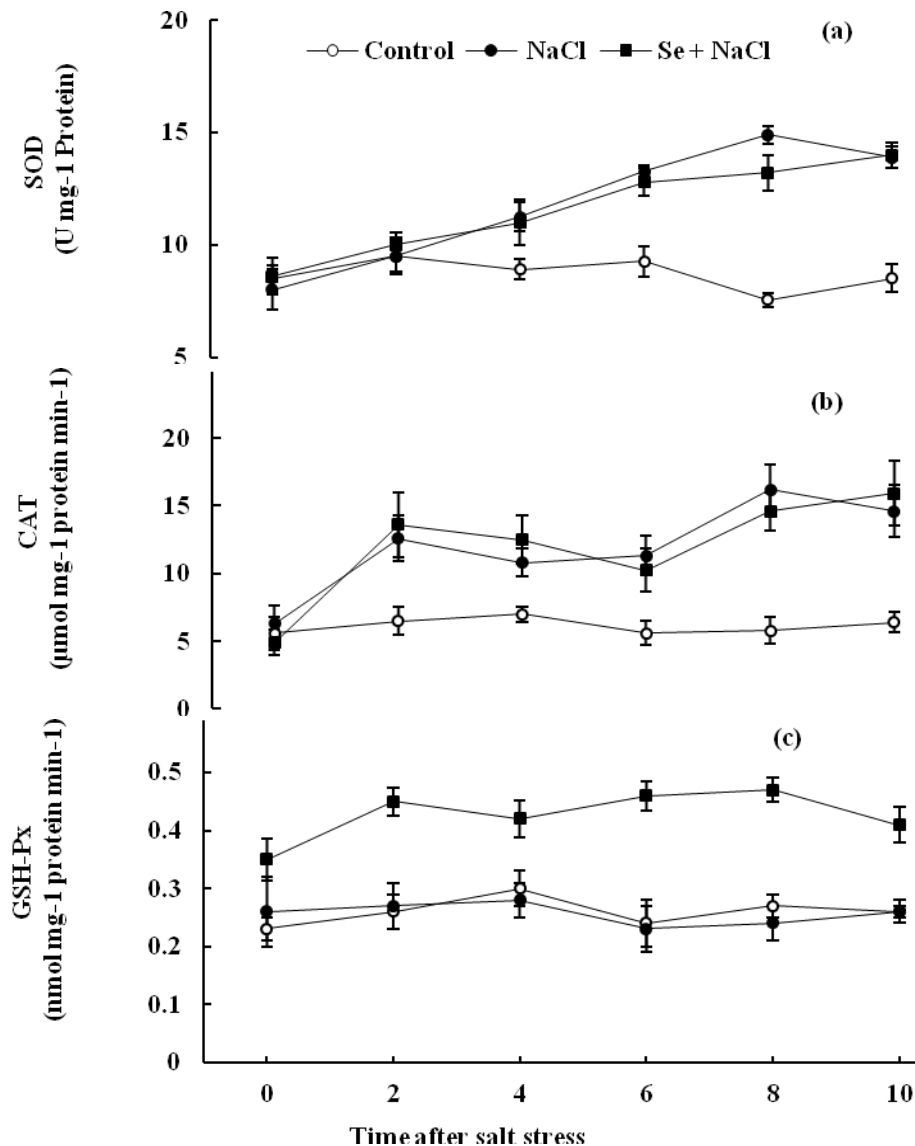 20
(a)
Control NaCl Se + NaCl
15
10
5
SOD
(U mg-1 Protein)
(b)
20
15
10
5
0
CAT
(µmol mg-1 protein min-1)
(c)
0.5
0.4
0.3
0.2
0.1
0
GSH-Px
(nmol mg-1 protein min-1)
0 2 4 6 8 10
Time after salt stress